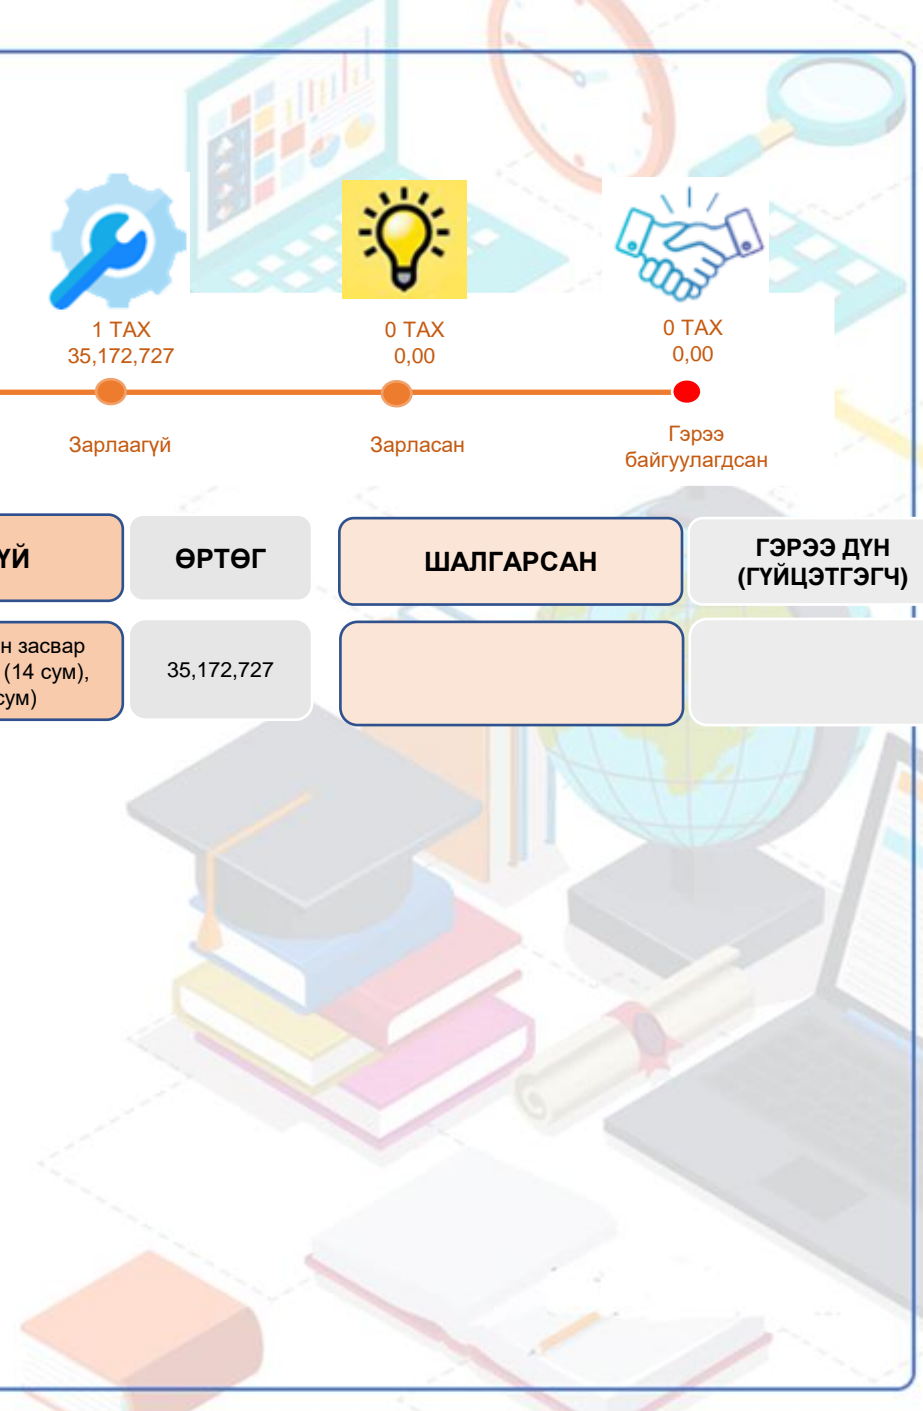 1 ТАХ
35,172,727
0 ТАХ
0,00
0 ТАХ
0,00
Зарлаагүй
Зарласан
Гэрээ
байгуулагдсан
ҮЙ
ӨРТӨГ
ШАЛГАРСАН
ГЭРЭЭ ДҮН
(ГҮЙЦЭТГЭГЧ)
н засвар
(14 сум),
сум)
35,172,727